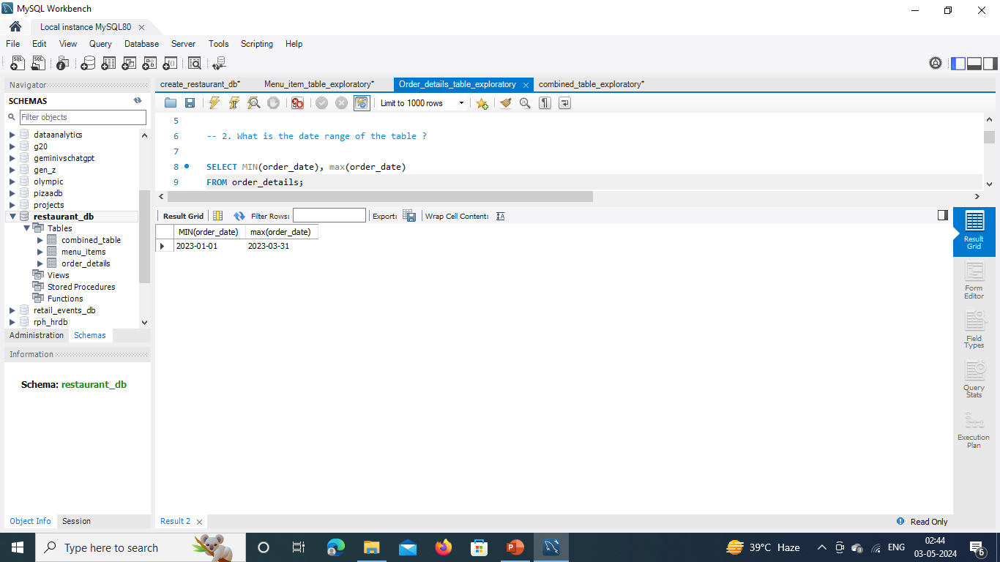 MySQL Workbench
Local instance MySQL80
File Edit View Query Database Server Tools Scripting Help
Navigator
SCHEMAS
Filter objects
dataanalytics
g20
geminivschatgpt
gen_z
olympic
pizaadb
projects
restaurant_db
Tables
combined_table
menu_items
order_details
Views
Stored Procedures
Functions
retail_events_db
rph_hrdb
Administration Schemas
Information
Schema: restaurant_db
Object Info Session
create_restaurant_db* Menu_item_table_exploratory* Order_details_table_exploratory combined_table_exploratory*
Limit to 1000 rows
5
6 -- 2. What is the date range of the table ?
7
8 SELECT MIN(order_date), max(order_date)
9 FROM order_details;
Result Grid Filter Rows: Export: Wrap Cell Content:
MIN(order_date) max(order_date)
2023-01-01 2023-03-31
Result Grid
Form Editor
Field Types
Query Stats
Execution Plan
Result 2
Read Only
Type here to search
39°C Haze
ENG
02:44
03-05-2024
6